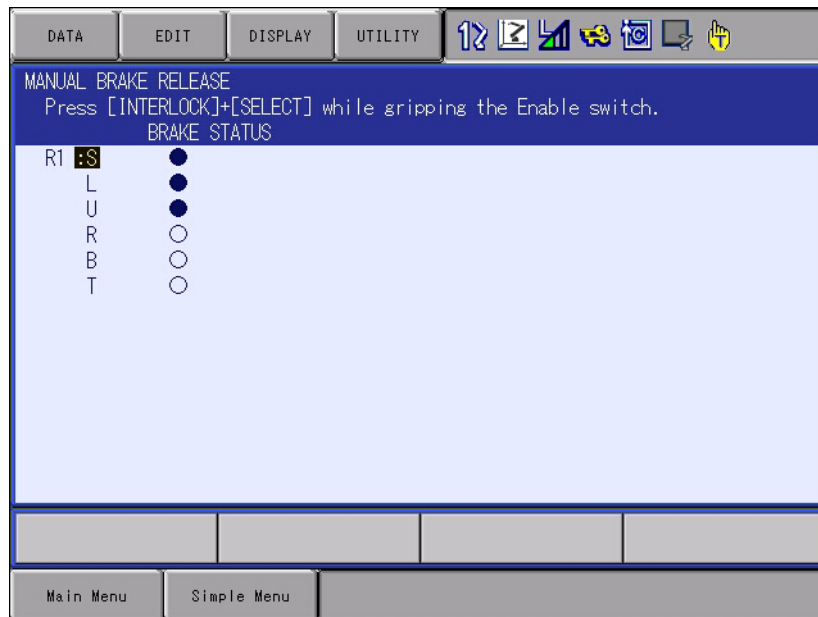 DATA EDIT DISPLAY UTILITY
MANUAL BRAKE RELEASE
Press [INTERLOCK]+[SELECT] while gripping the Enable switch.
BRAKE STATUS
R1 :S
L
U
R
B
T
Main Menu Simple Menu